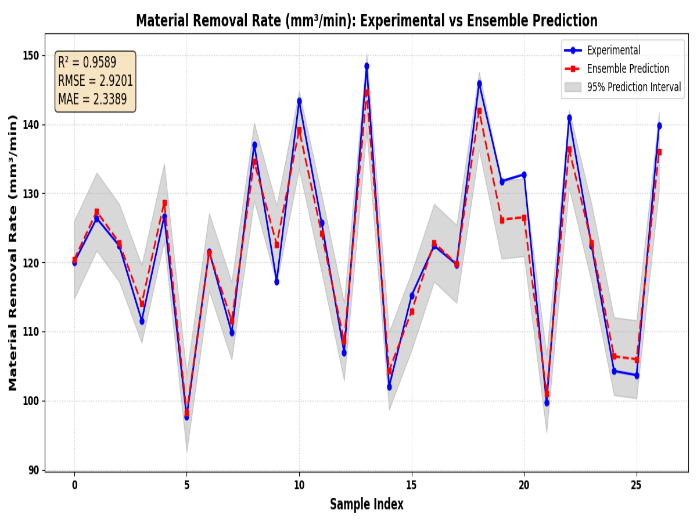 Material Removal Rate (mm³/min): Experimental vs Ensemble Prediction
R² = 0.9589
RMSE = 2.9201
MAE = 2.3389
Experimental
Ensemble Prediction
95% Prediction Interval
Material Removal Rate (mm³/min)
150
140
130
120
110
100
90
0 5 10 15 20 25
Sample Index